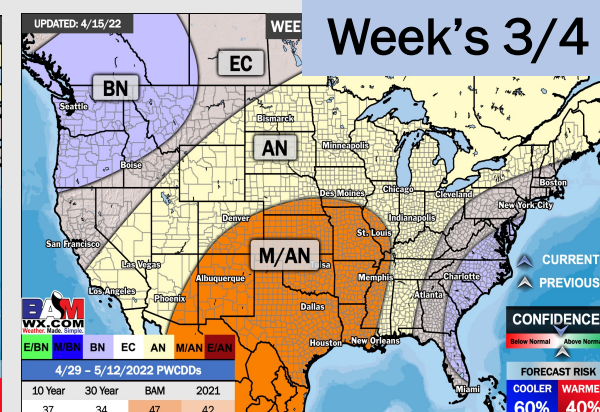 UPDATED: 4/15/22
WEE
Week's 3/4
EC
BN
Seattle
Bismarck
AN
Minneapolis
Boise
Boston
Des Moines
Chicago
Cleveland
New York City
Denver
Indianapolis
San Francisco
St. Louis
M/AN
CURRENT
Las Vegas
Albuquerque
ulsa
Memphis
Charlotte
PREVIOUS
Los Angeles
Phoenix
Dallas
Atlanta
BAM
WX.COM
Weather. Made. Simple.
CONFIDENCE
Houston
New Orleans
Below Normal
Above Norma
E/BN M/BN BN EC AN M/AN E/AN
4/29 – 5/12/2022 PWCDDs
FORECAST RISK
Miami
10 Year 30 Year BAM 2021
COOLER WARME
37 34 47 42
60% 40%